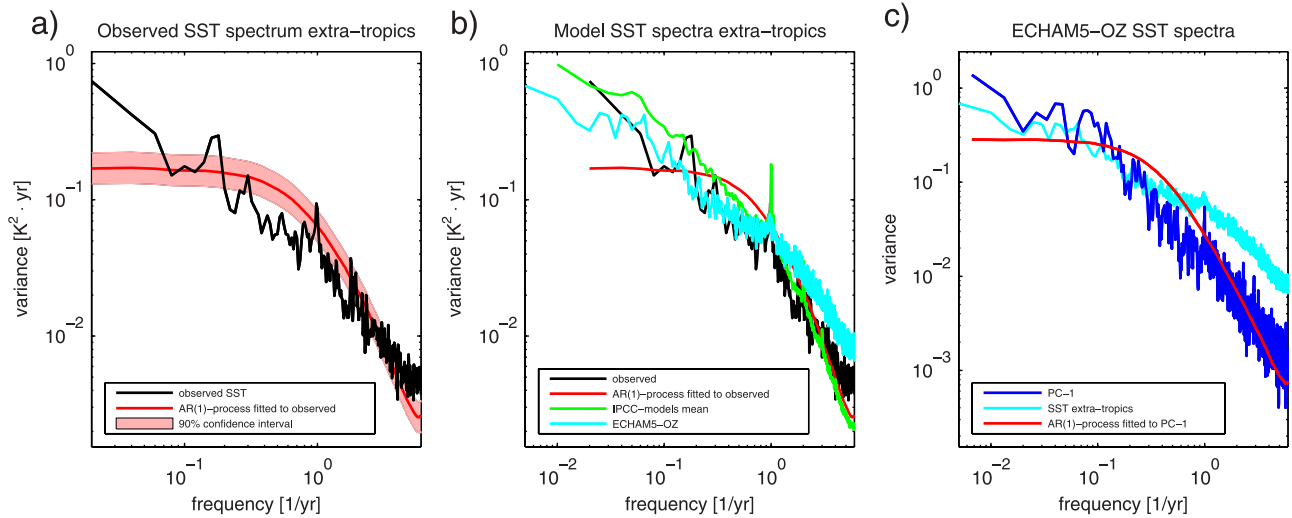 a)
Observed SST spectrum extra−tropics
10^0
10^−1
10^−2
variance [K^2 · yr]
observed SST
AR(1)−process fitted to observed
90% confidence interval
10^−1
10^0
frequency [1/yr]
b)
Model SST spectra extra−tropics
10^0
10^−1
10^−2
variance [K^2 · yr]
observed
AR(1)−process fitted to observed
IPCC−models mean
ECHAM5−OZ
10^−2
10^−1
10^0
frequency [1/yr]
c)
ECHAM5−OZ SST spectra
10^0
10^−1
10^−2
10^−3
variance
PC−1
SST extra−tropics
AR(1)−process fitted to PC−1
10^−2
10^−1
10^0
frequency [1/yr]